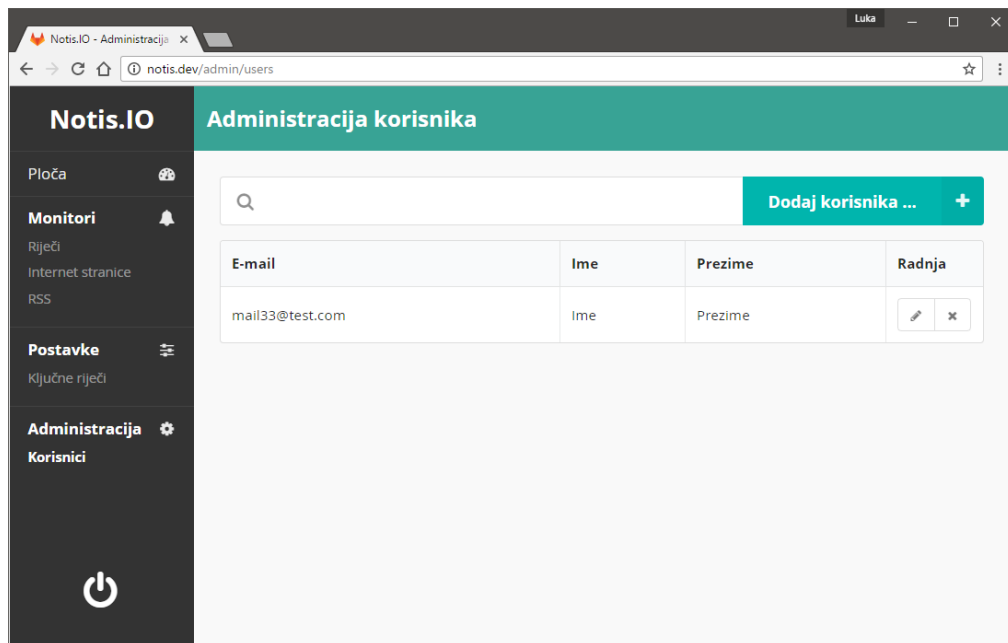 Luka
Notis.IO - Administracija
notis.dev/admin/users
Notis.IO
Administracija korisnika
Ploča
Monitori
Riječi
Internet stranice
RSS
Postavke
Ključne riječi
Administracija
Korisnici
Dodaj korisnika ...
E-mail Ime Prezime Radnja
mail33@test.com Ime Prezime